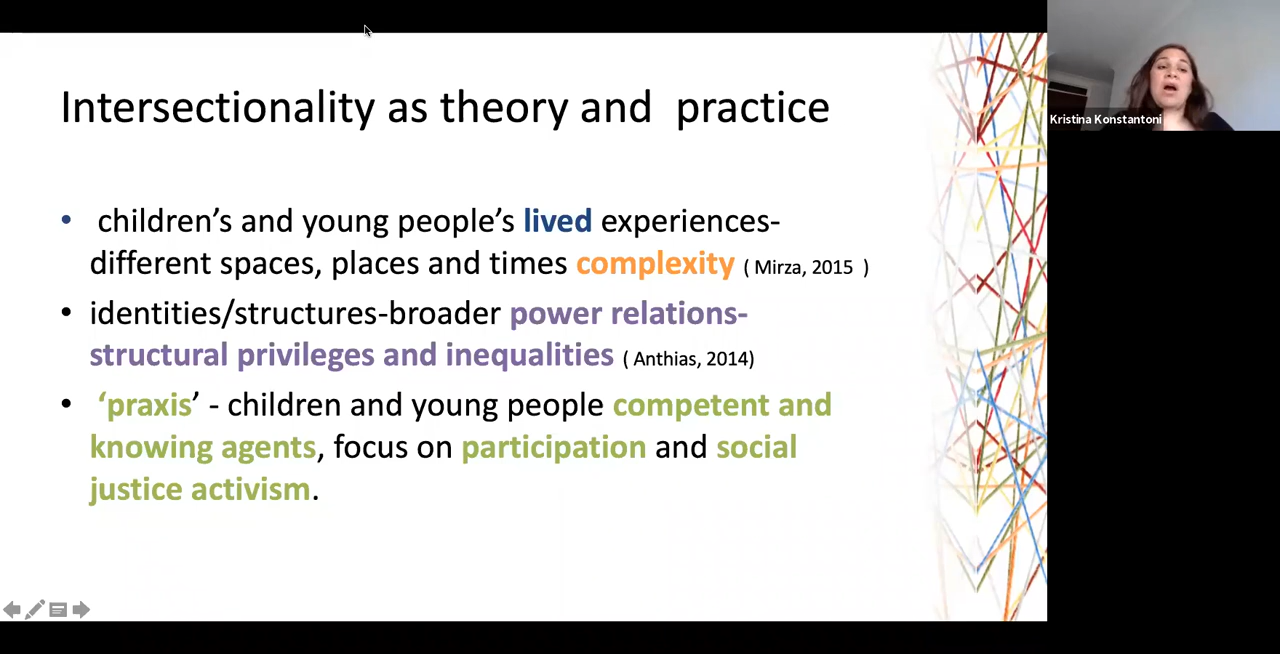 Intersectionality as theory and  practice
• children’s and young people’s lived experiences-
different spaces, places and times complexity ( Mirza, 2015  )
• identities/structures-broader power relations-
structural privileges and inequalities ( Anthias, 2014)
• ‘praxis’ - children and young people competent and
knowing agents, focus on participation and social
justice activism.
Kristina Konstantoni